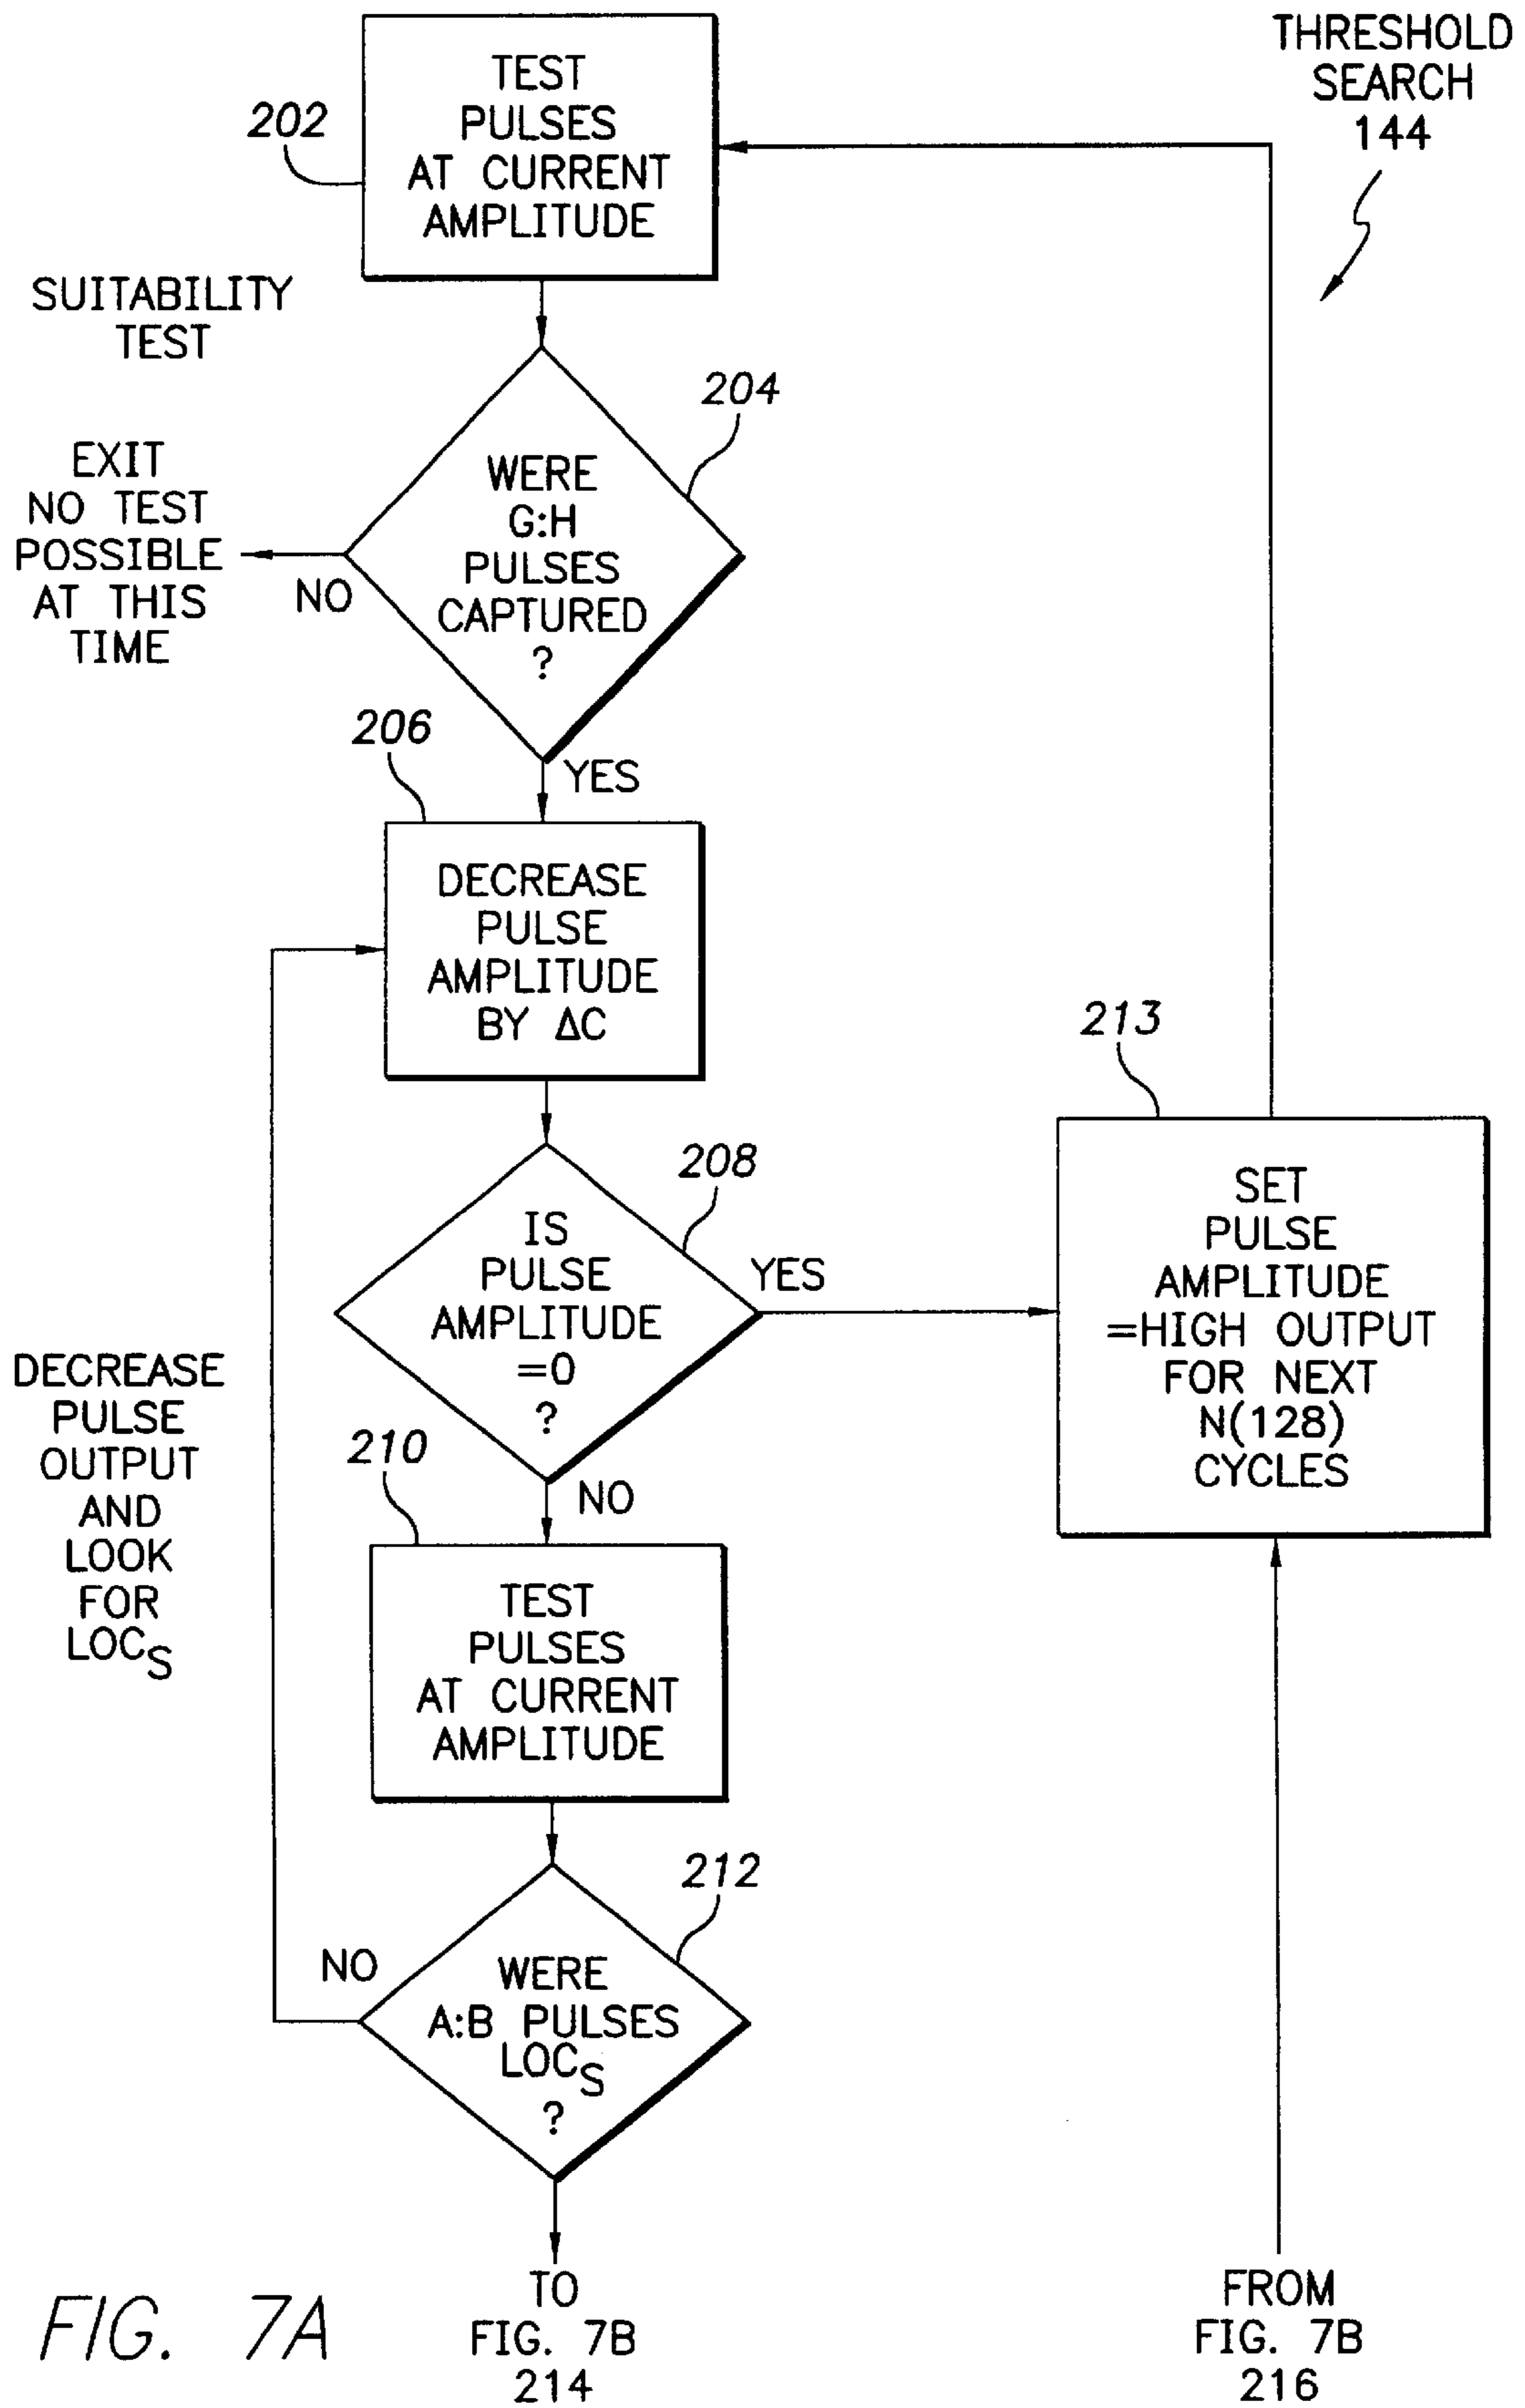 THRESHOLD
SEARCH
144
202
TEST
PULSES
AT CURRENT
AMPLITUDE
SUITABILITY
TEST
204
WERE
G:H
PULSES
CAPTURED
?
EXIT
NO TEST
POSSIBLE
AT THIS
TIME
NO
YES
206
DECREASE
PULSE
AMPLITUDE
BY ΔC
208
IS
PULSE
AMPLITUDE
=0
?
YES
NO
213
SET
PULSE
AMPLITUDE
=HIGH OUTPUT
FOR NEXT
N(128)
CYCLES
DECREASE
PULSE
OUTPUT
AND
LOOK
FOR
LOCS
210
TEST
PULSES
AT CURRENT
AMPLITUDE
212
NO
WERE
A:B PULSES
LOCS
?
TO
FIG. 7B
214
FROM
FIG. 7B
216
FIG. 7A